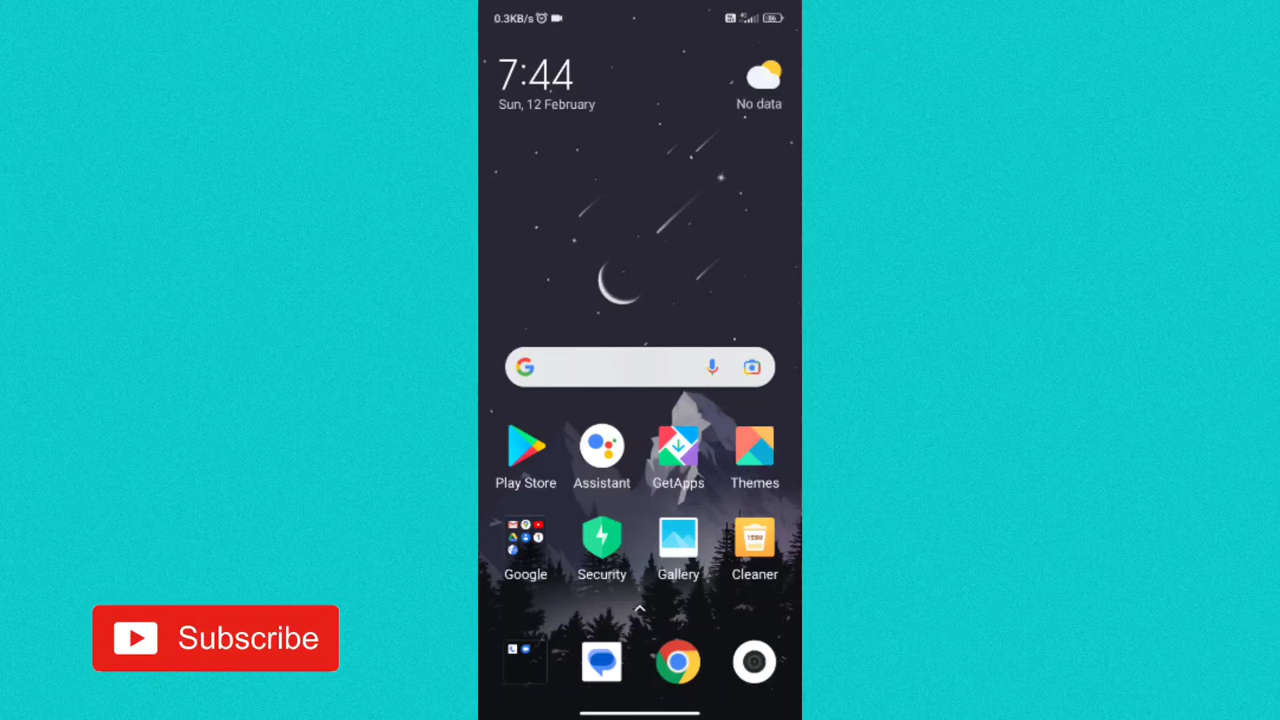 0.3KB/s
7:44
Sun, 12 February
No data
Play Store Assistant GetApps Themes
Google Security Gallery Cleaner
Subscribe